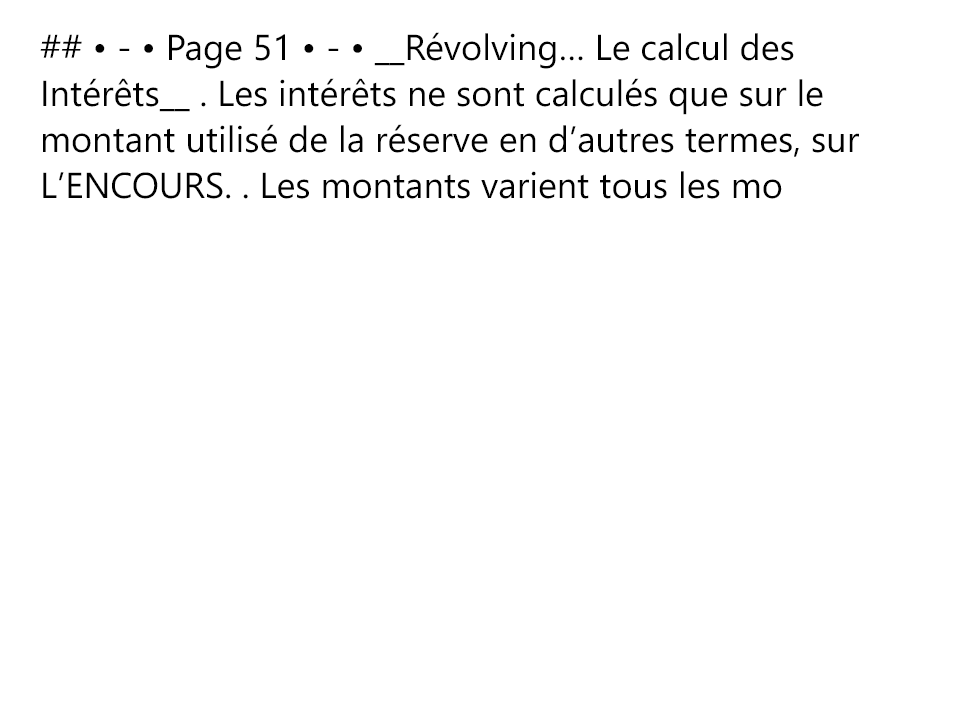 ## • - • Page 51 • - • __Révolving… Le calcul des
Intérêts__ . Les intérêts ne sont calculés que sur le
montant utilisé de la réserve en d’autres termes, sur
L’ENCOURS. . Les montants varient tous les mo